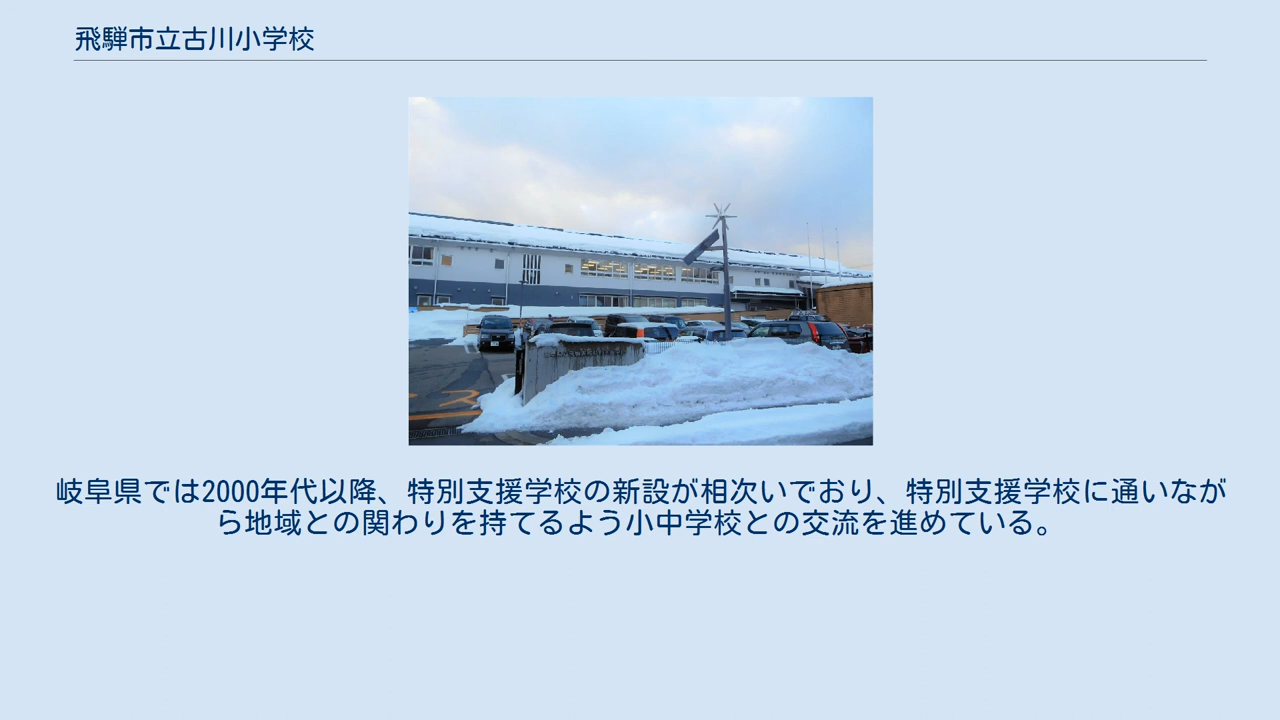 飛騨市立古川小学校
岐阜県では2000年代以降、特別支援学校の新設が相次いでおり、特別支援学校に通いなが
ら地域との関わりを持てるよう小中学校との交流を進めている。